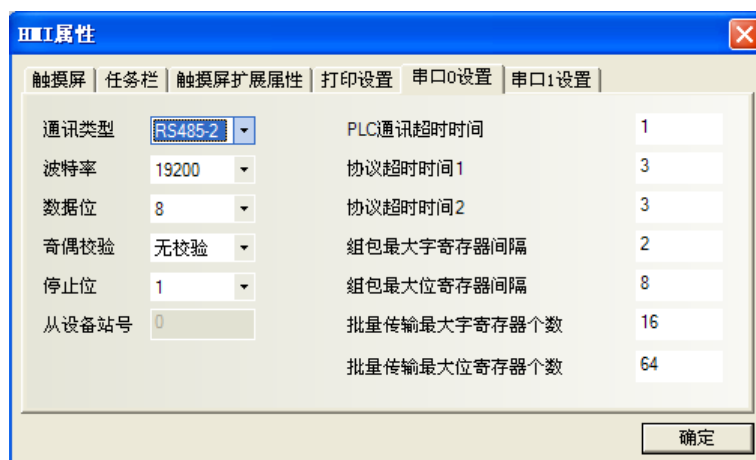 HMI属性
触摸屏 任务栏 触摸屏扩展属性 打印设置 串口0设置 串口1设置
通讯类型 RS485-2 PLC通讯超时时间 1
波特率 19200 协议超时时间1 3
数据位 8 协议超时时间2 3
奇偶校验 无校验 组包最大字寄存器间隔 2
停止位 1 组包最大位寄存器间隔 8
从设备站号 0 批量传输最大字寄存器个数 16
批量传输最大位寄存器个数 64
确定